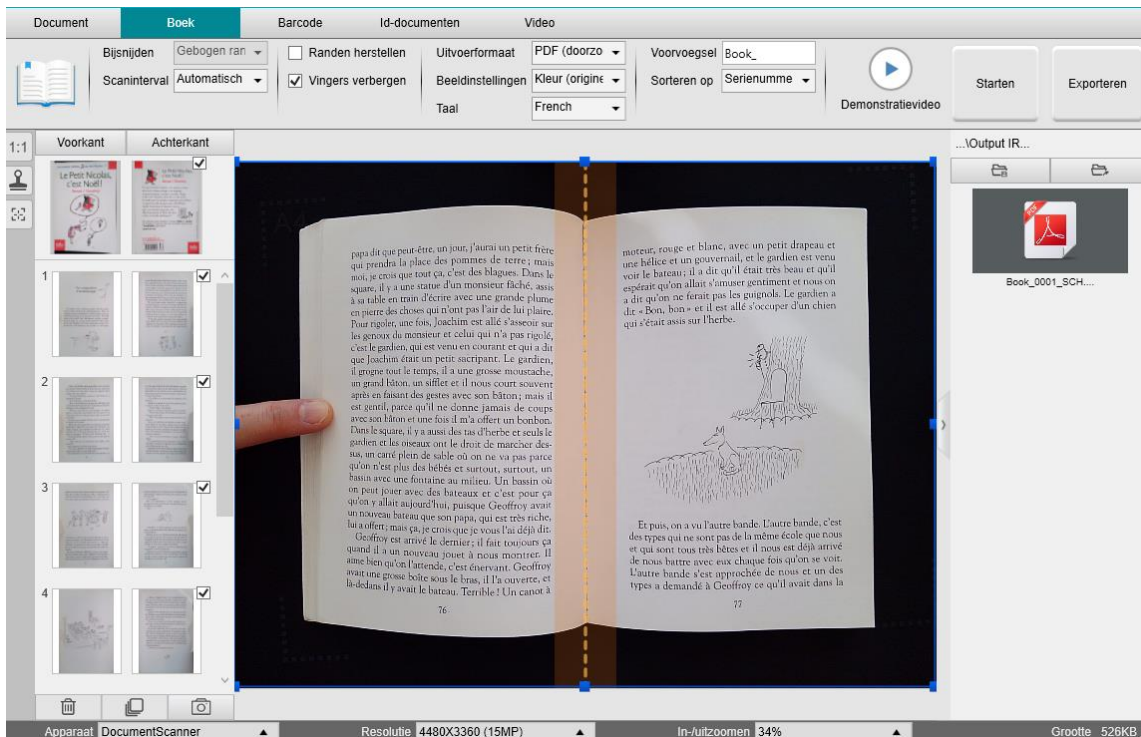 Document Boek Barcode Id-documenten Video
Bijsnijden Gebogen ran
Scaninterval Automatisch
Randen herstellen
Vingers verbergen
Uitvoerformaat PDF (doorzo
Beeldinstellingen Kleur (origine
Taal French
Voorvoegsel Book_
Sorteren op Serienumme
Demonstratievideo
Starten
Exporteren
1:1
Voorkant Achterkant
Le Petit Nicolas,
c'est Noël!
1
2
3
4
papa dit que peut-être, un jour, j'aurai un petit frère
qui prendra la place des pommes de terre ; mais
moi, je crois que tout ça, c'est des blagues. Dans le
square, il y a une statue d'un monsieur fâché, assis
à sa table en train d'écrire avec une grande plume
en pierre des choses qui n'ont pas l'air de lui plaire.
Pour rigoler, une fois, Joachim est allé s'asseoir sur
les genoux du monsieur et celui qui n'a pas rigolé,
c'est le gardien, qui est venu en courant et qui a dit
que Joachim était un petit sacripant. Le gardien,
il grogne tout le temps, il a une grosse moustache,
un grand bâton, un sifflet et il nous court souvent
après en faisant des gestes avec son bâton ; mais il
est gentil, parce qu'il ne donne jamais de coups
avec son bâton et une fois il m'a offert un bonbon.
Dans le square, il y a aussi des tas d'herbe et seuls le
gardien et les oiseaux ont le droit de marcher des-
sus, un carré plein de sable où on ne va pas parce
qu'on n'est plus des bébés et surtout, surtout, un
bassin avec une fontaine au milieu. Un bassin où
on peut jouer avec des bateaux et c'est pour ça
qu'on y allait aujourd'hui, puisque Geoffroy avait
un nouveau bateau que son papa, qui est très riche,
lui a offert ; mais ça, je crois que je vous l'ai déjà dit.
Geoffroy est arrivé le dernier ; il fait toujours ça
quand il a un nouveau jouet à nous montrer. Il
aime bien qu'on l'attende, c'est énervant. Geoffroy
avait une grosse boîte sous le bras, il l'a ouverte, et
là-dedans il y avait le bateau. Terrible ! Un canot à
76
moteur, rouge et blanc, avec un petit drapeau et
une hélice et un gouvernail, et le gardien est venu
voir le bateau ; il a dit qu'il était très beau et qu'il
espérait qu'on allait s'amuser gentiment et nous on
a dit qu'on ne ferait pas les guignols. Le gardien a
dit « Bon, bon » et il est allé s'occuper d'un chien
qui s'était assis sur l'herbe.
Et puis, on a vu l'autre bande. L'autre bande, c'est
des types qui ne sont pas de la même école que nous
et qui sont tous très bêtes et il nous est déjà arrivé
de nous battre avec eux chaque fois qu'on se voit.
L'autre bande s'est approchée de nous et un des
types a demandé à Geoffroy ce qu'il avait dans la
77
...\Output IR...
PDF
Book_0001_SCH....
Apparaat DocumentScanner Resolutie 4480X3360 (15MP) In-/uitzoomen 34% Grootte 526KB